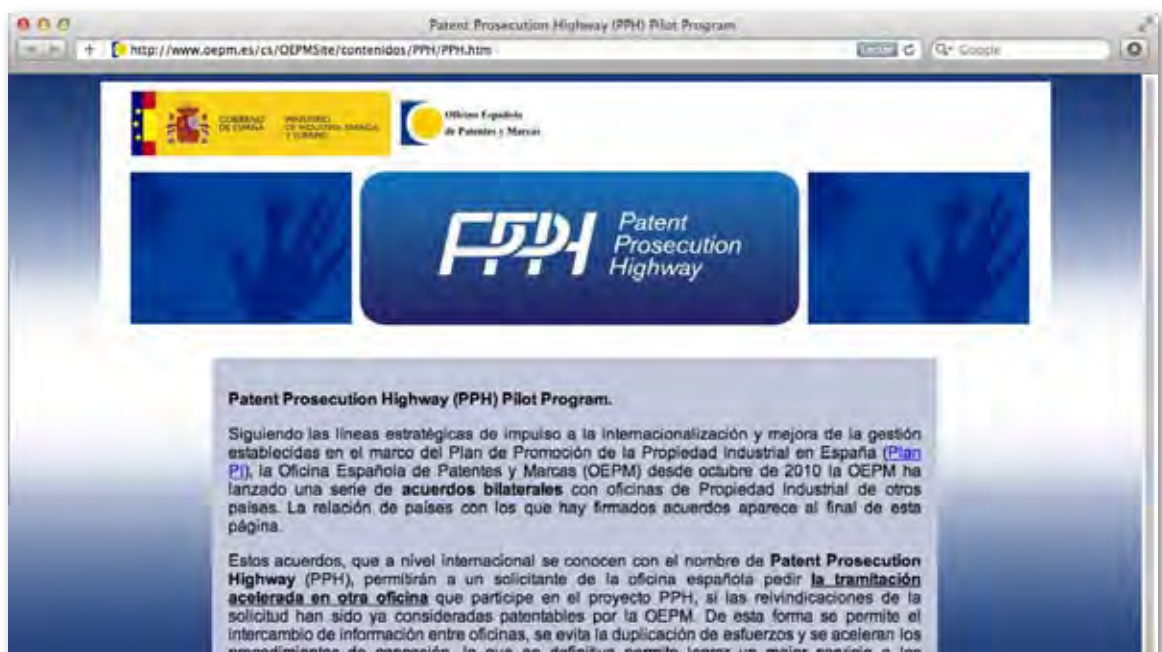 Patent Prosecution Highway (PPH) Pilot Program
http://www.oepm.es/cs/OEPMSite/contenidos/PPH/PPH.htm
Google
GOBIERNO DE ESPAÑA
MINISTERIO DE INDUSTRIA, ENERGÍA Y TURISMO
Oficina Española
de Patentes y Marcas
PPH
Patent
Prosecution
Highway
Patent Prosecution Highway (PPH) Pilot Program.
Siguiendo las líneas estratégicas de impulso a la internacionalización y mejora de la gestión
establecidas en el marco del Plan de Promoción de la Propiedad Industrial en España (Plan
PI), la Oficina Española de Patentes y Marcas (OEPM) desde octubre de 2010 la OEPM ha
lanzado una serie de acuerdos bilaterales con oficinas de Propiedad Industrial de otros
países. La relación de países con los que hay firmados acuerdos aparece al final de esta
página.
Estos acuerdos, que a nivel internacional se conocen con el nombre de Patent Prosecution
Highway (PPH), permitirán a un solicitante de la oficina española pedir la tramitación
acelerada en otra oficina que participe en el proyecto PPH, si las reivindicaciones de la
solicitud han sido ya consideradas patentables por la OEPM. De esta forma se permite el
intercambio de información entre oficinas, se evita la duplicación de esfuerzos y se aceleran los